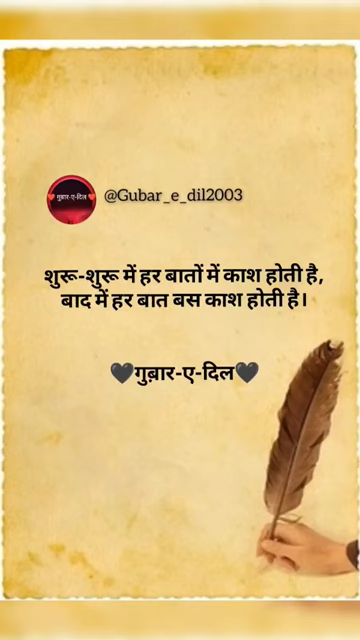 गुबार-ए-दिल
@Gubar_e_dil2003
शुरू-शुरू में हर बातों में काश होती है,
बाद में हर बात बस काश होती है।
🖤गुब़ार-ए-दिल🖤